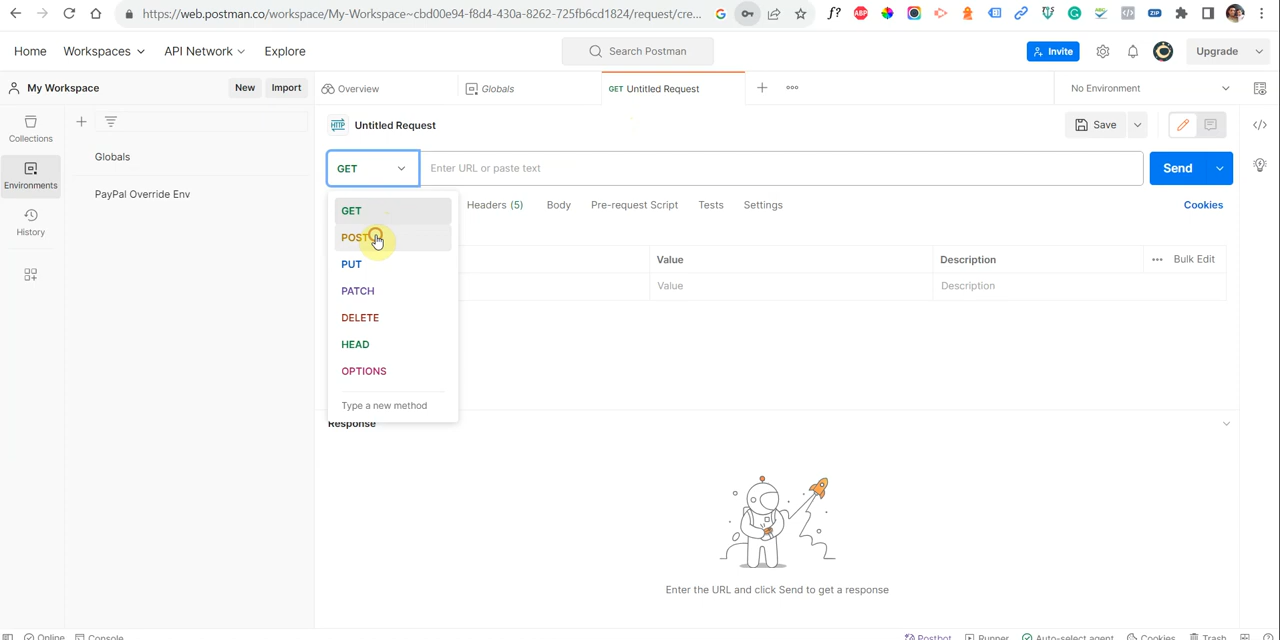 https://web.postman.co/workspace/My-Workspace~cbd00e94-f8d4-430a-8262-725fb6cd1824/request/cre...
Home Workspaces API Network Explore Search Postman Invite Upgrade
My Workspace New Import Overview Globals GET Untitled Request No Environment
Collections
HTTP Untitled Request Save
Globals
GET Enter URL or paste text Send
Environments
PayPal Override Env
GET Headers (5) Body Pre-request Script Tests Settings Cookies
History
POST
Value Description Bulk Edit
PUT
Value Description
PATCH
DELETE
HEAD
OPTIONS
Type a new method
Response
Enter the URL and click Send to get a response
Online Console Postbot Runner Auto-select agent Cookies Trash